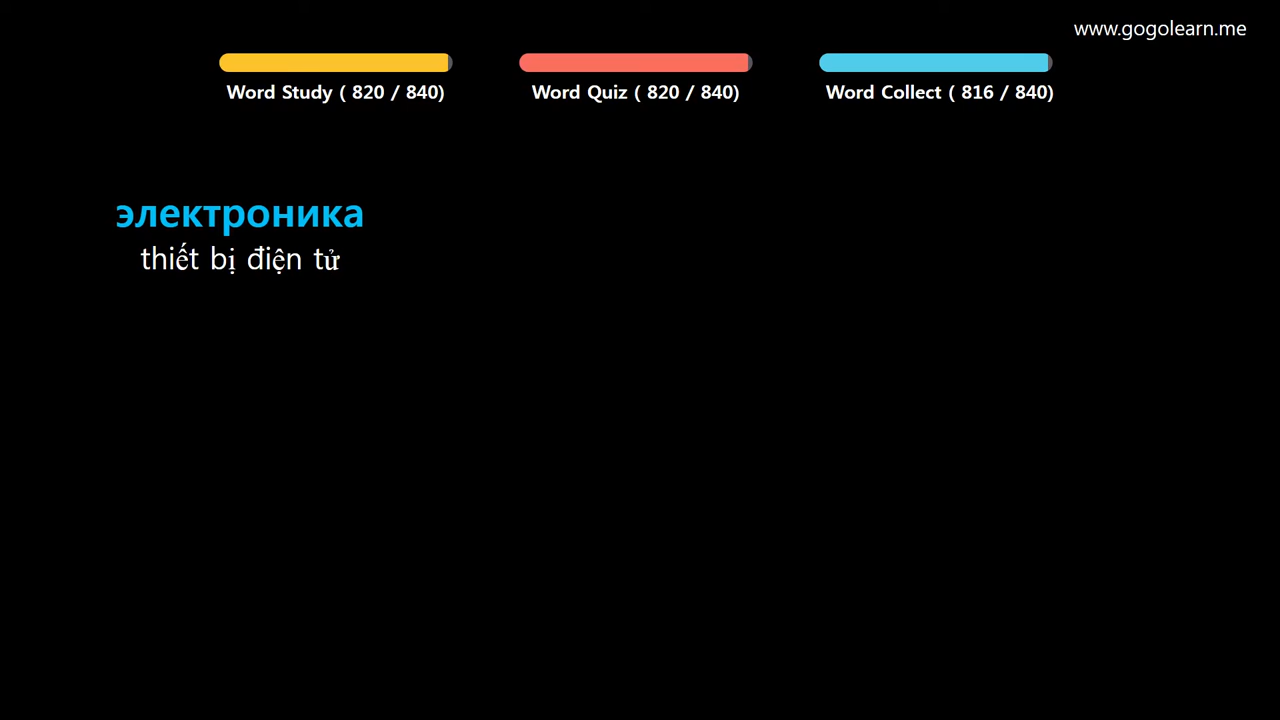 www.gogolearn.me
Word Study ( 820 / 840)
Word Quiz ( 820 / 840)
Word Collect ( 816 / 840)
электроника
thiết bị điện tử